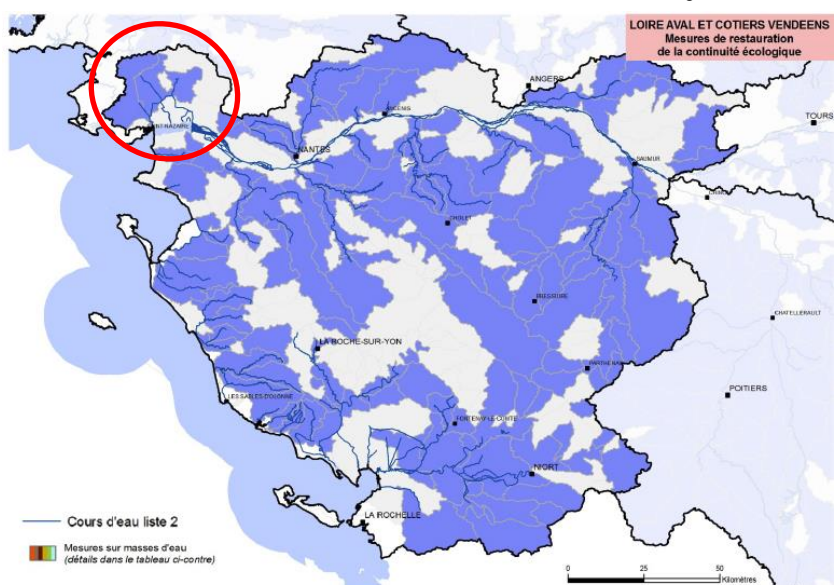 LOIRE AVAL ET COTIERS VENDEENS
Mesures de restauration
de la continuité écologique
ANGERS
ANCENIS
TOURS
NANTES
SAUMUR
CHOLET
BRESSUIRE
CHATELLERAULT
LA ROCHE-SUR-YON
PARTHENAY
POITIERS
LES SABLES-D'OLONNE
FONTENAY-LE-COMTE
NIORT
Cours d'eau liste 2
LA ROCHELLE
Mesures sur masses d'eau
(détails dans le tableau ci-contre)
0 25 50
Kilomètres